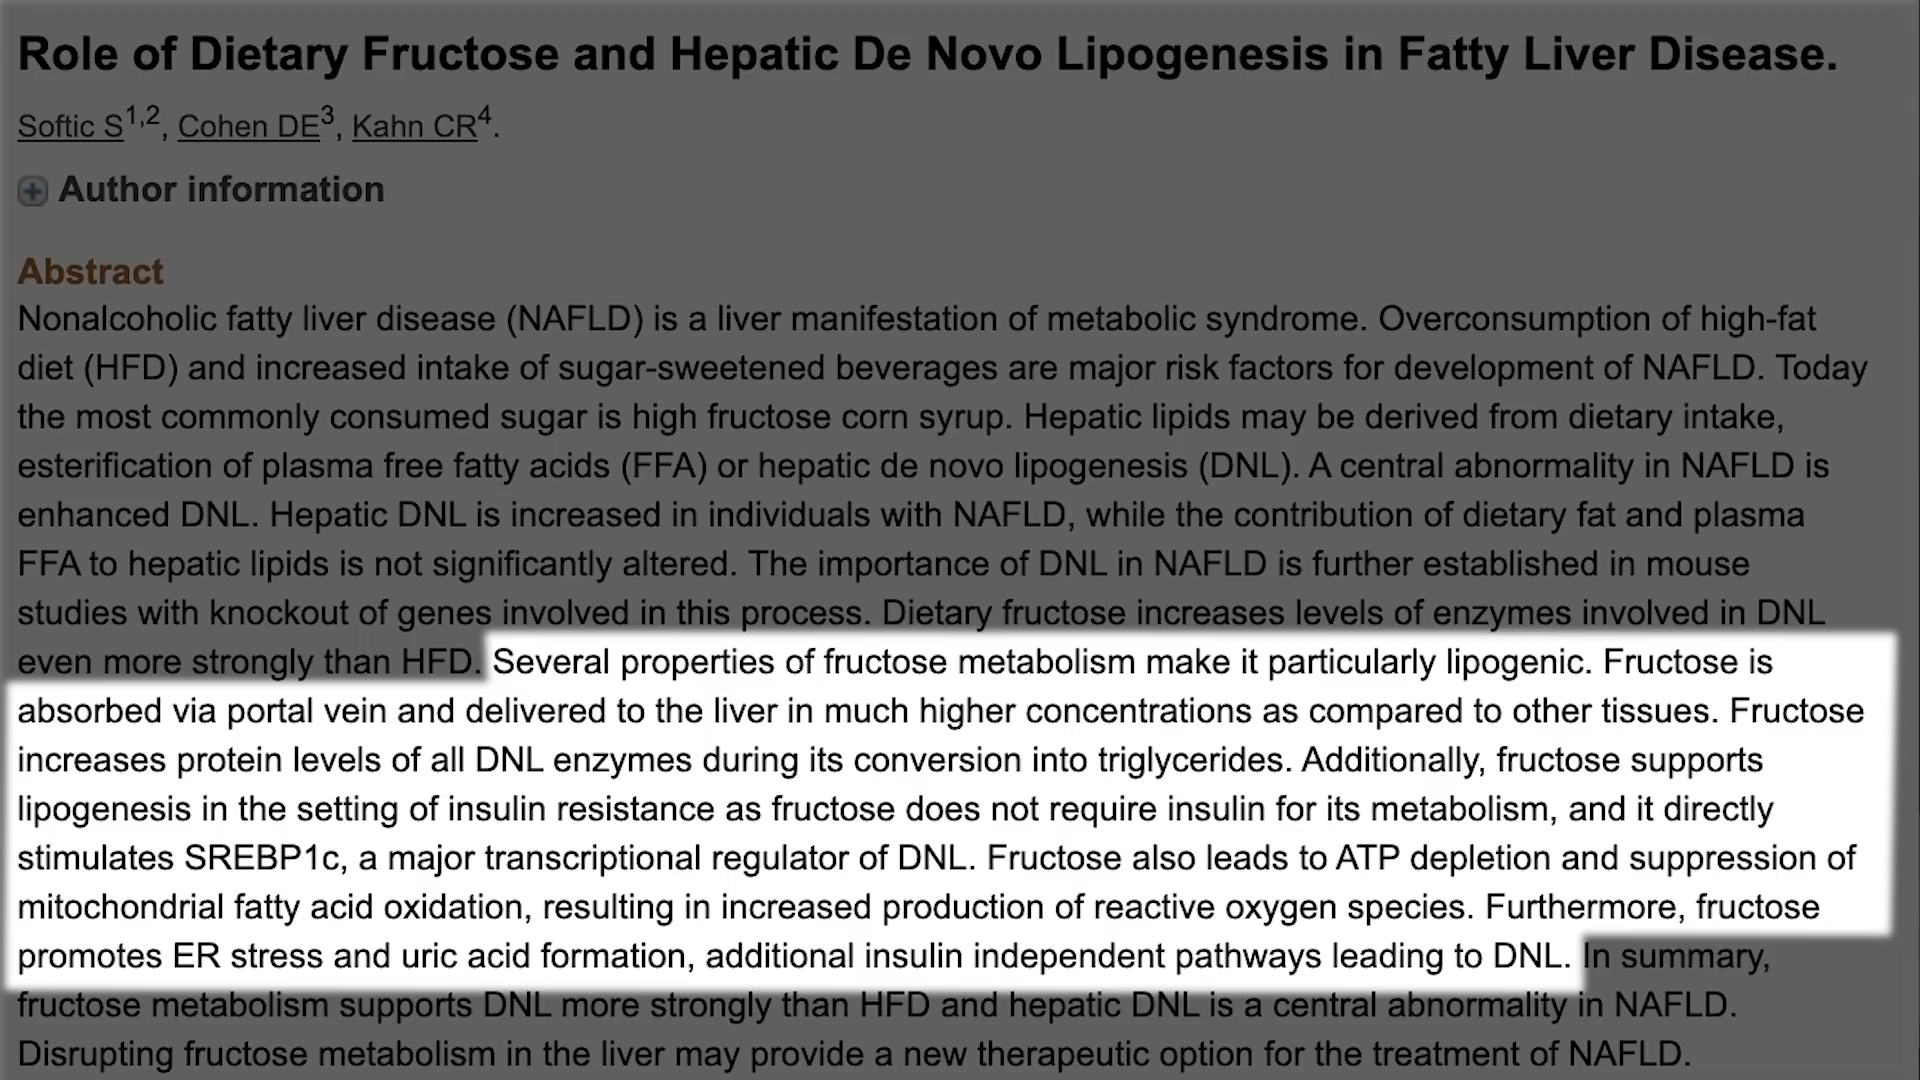 Role of Dietary Fructose and Hepatic De Novo Lipogenesis in Fatty Liver Disease.
Softic S1,2, Cohen DE3, Kahn CR4.
Author information
Abstract
Nonalcoholic fatty liver disease (NAFLD) is a liver manifestation of metabolic syndrome. Overconsumption of high-fat
diet (HFD) and increased intake of sugar-sweetened beverages are major risk factors for development of NAFLD. Today
the most commonly consumed sugar is high fructose corn syrup. Hepatic lipids may be derived from dietary intake,
esterification of plasma free fatty acids (FFA) or hepatic de novo lipogenesis (DNL). A central abnormality in NAFLD is
enhanced DNL. Hepatic DNL is increased in individuals with NAFLD, while the contribution of dietary fat and plasma
FFA to hepatic lipids is not significantly altered. The importance of DNL in NAFLD is further established in mouse
studies with knockout of genes involved in this process. Dietary fructose increases levels of enzymes involved in DNL
even more strongly than HFD. Several properties of fructose metabolism make it particularly lipogenic. Fructose is
absorbed via portal vein and delivered to the liver in much higher concentrations as compared to other tissues. Fructose
increases protein levels of all DNL enzymes during its conversion into triglycerides. Additionally, fructose supports
lipogenesis in the setting of insulin resistance as fructose does not require insulin for its metabolism, and it directly
stimulates SREBP1c, a major transcriptional regulator of DNL. Fructose also leads to ATP depletion and suppression of
mitochondrial fatty acid oxidation, resulting in increased production of reactive oxygen species. Furthermore, fructose
promotes ER stress and uric acid formation, additional insulin independent pathways leading to DNL. In summary,
fructose metabolism supports DNL more strongly than HFD and hepatic DNL is a central abnormality in NAFLD.
Disrupting fructose metabolism in the liver may provide a new therapeutic option for the treatment of NAFLD.